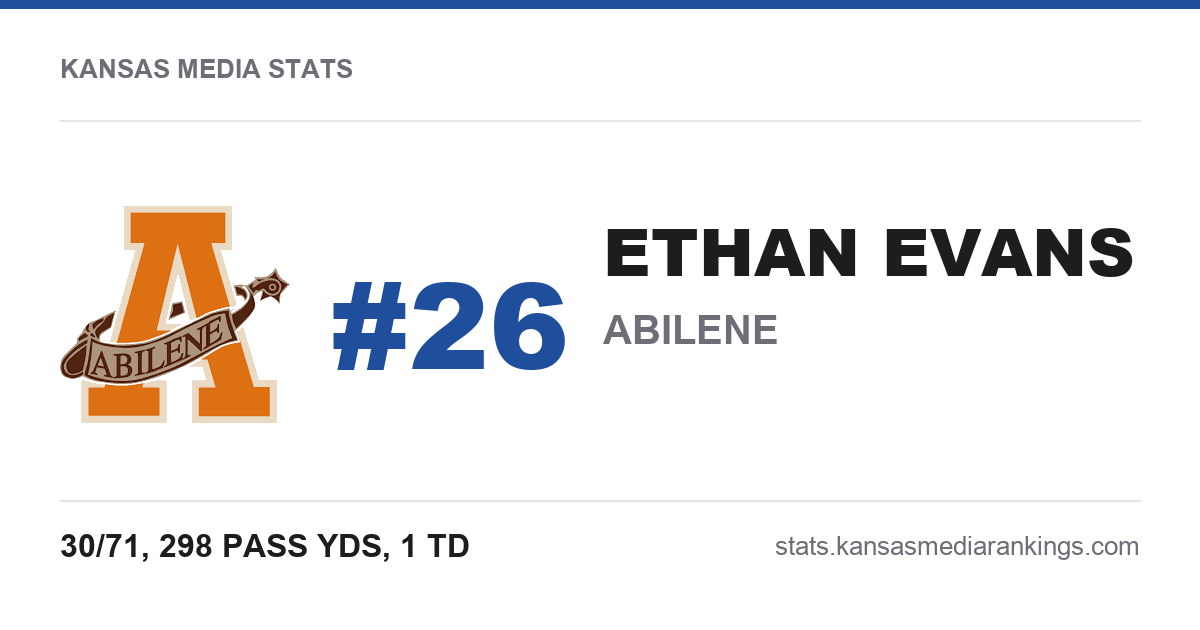 KANSAS MEDIA STATS
ABILENE
#26
ETHAN EVANS
ABILENE
30/71, 298 PASS YDS, 1 TD
stats.kansasmediarankings.com